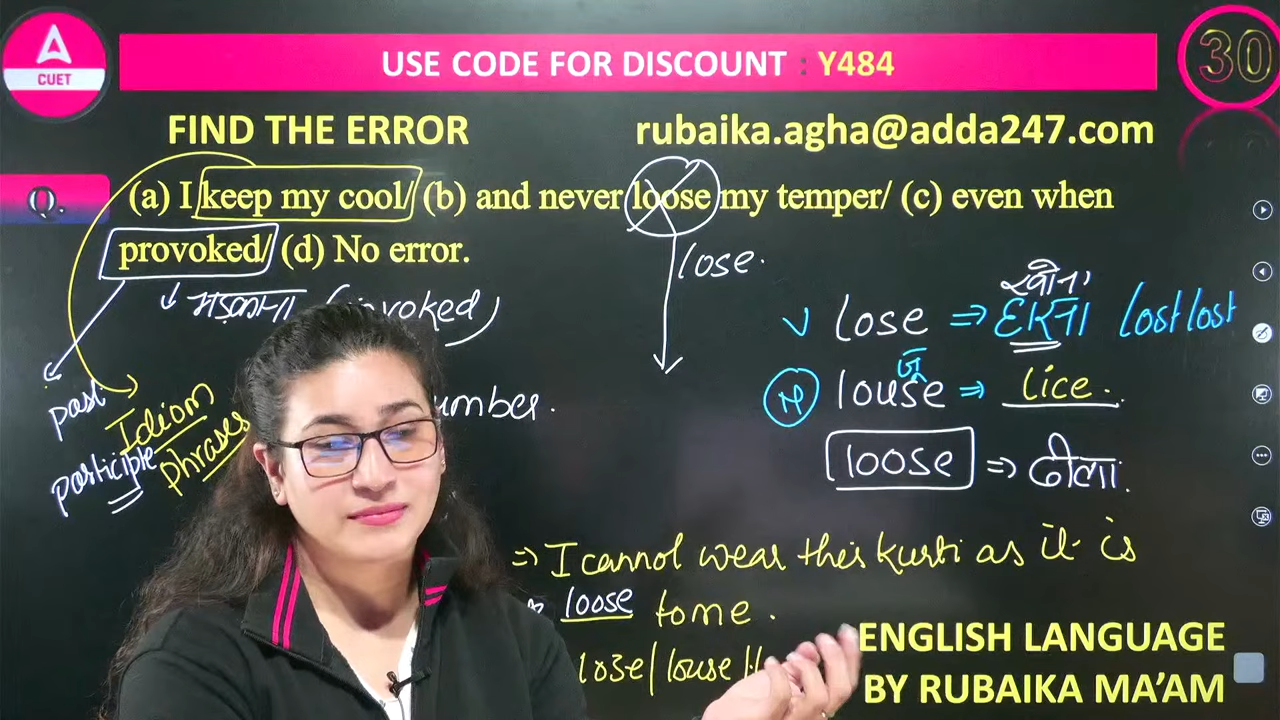 A
CUET
USE CODE FOR DISCOUNT : Y484
30
FIND THE ERROR
rubaika.agha@adda247.com
Q.
(a) I keep my cool/ (b) and never loose my temper/ (c) even when
provoked/ (d) No error.
lose.
खोना
lose ⇒ हारना lost lost
louse ⇒ lice.
loose ⇒ ढीला
past
participle
Idiom
phrases
⇒ I cannot wear this kurti as it is
loose to me.
lose/louse/
ENGLISH LANGUAGE
BY RUBAIKA MA'AM